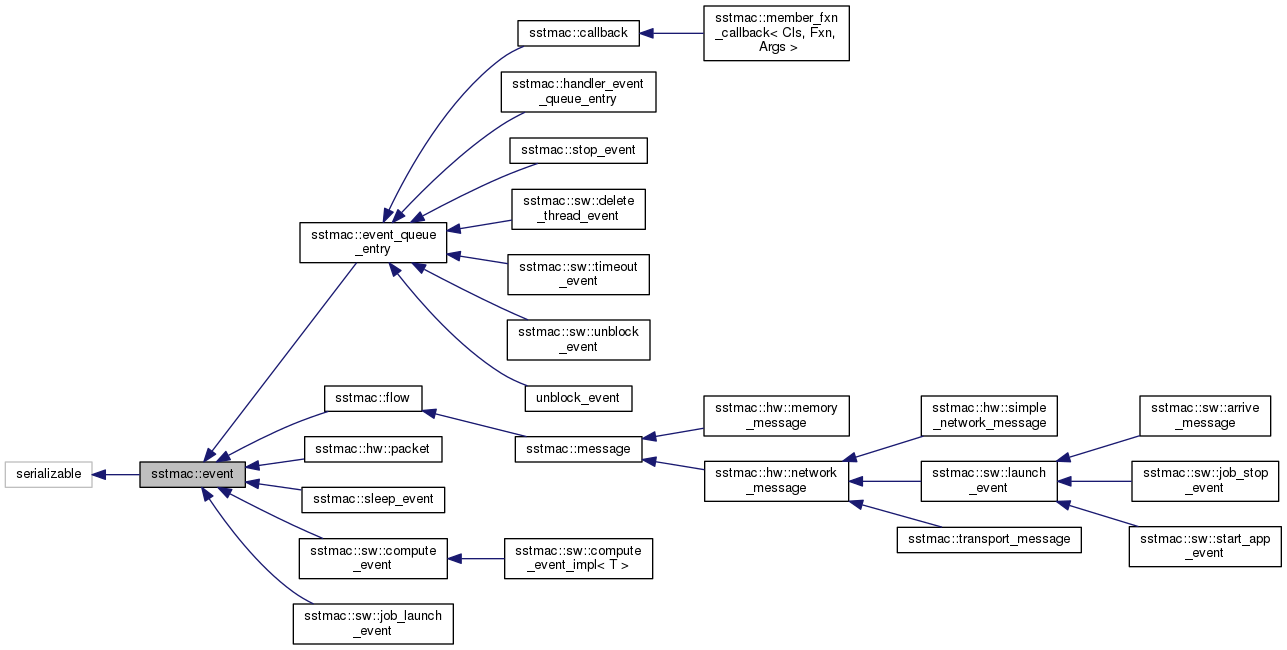 sstmac::callback
sstmac::member_fxn
_callback< Cls, Fxn,
Args >
sstmac::handler_event
_queue_entry
sstmac::stop_event
sstmac::sw::delete
_thread_event
sstmac::event_queue
_entry
sstmac::sw::timeout
_event
sstmac::sw::unblock
_event
unblock_event
sstmac::flow
sstmac::hw::memory
_message
sstmac::hw::simple
_network_message
sstmac::sw::arrive
_message
sstmac::hw::packet
sstmac::message
serializable
sstmac::event
sstmac::hw::network
_message
sstmac::sw::launch
_event
sstmac::sw::job_stop
_event
sstmac::sleep_event
sstmac::transport_message
sstmac::sw::start_app
_event
sstmac::sw::compute
_event
sstmac::sw::compute
_event_impl< T >
sstmac::sw::job_launch
_event